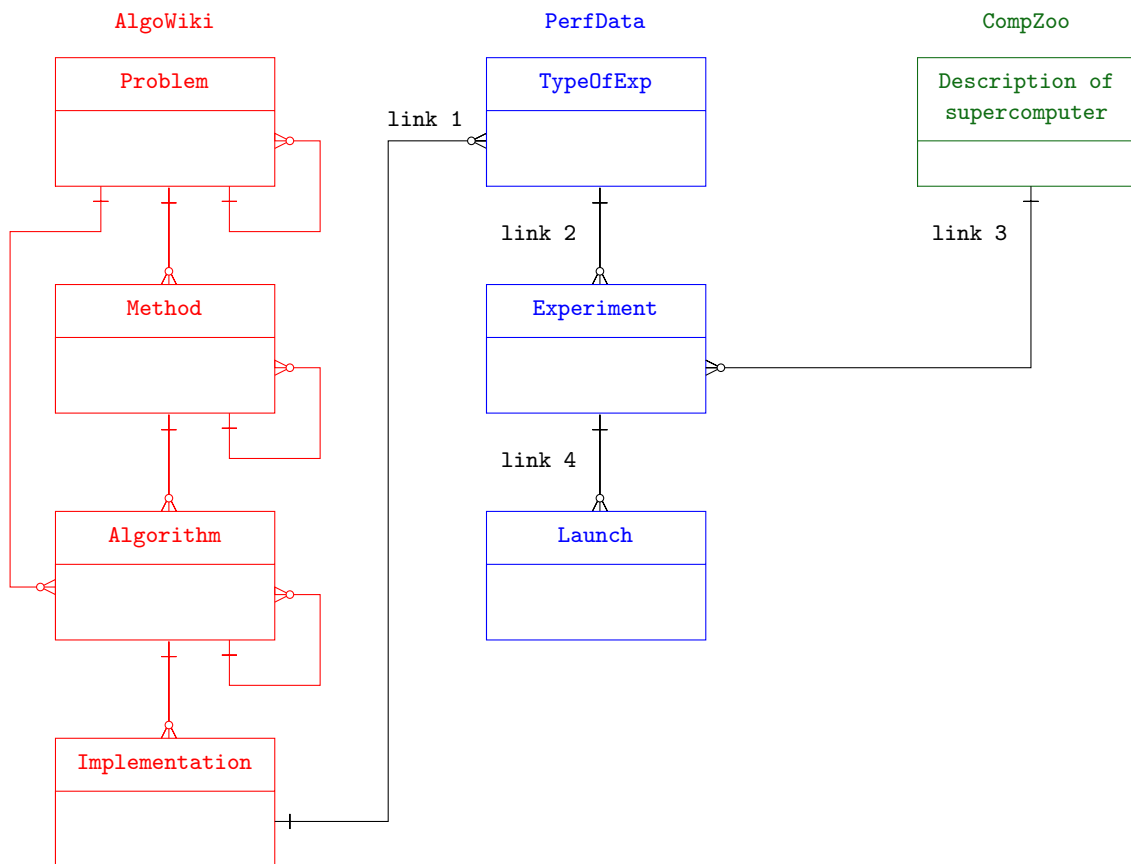 AlgoWiki
PerfData
CompZoo
Problem
TypeOfExp
Description of
supercomputer
link 1
link 2
link 3
Method
Experiment
link 4
Algorithm
Launch
Implementation